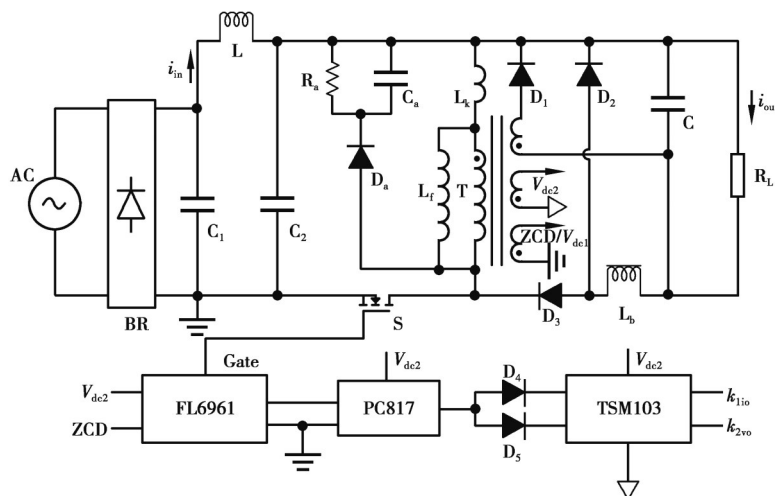 L
i_in
R_a
C_a
L_k
D_1
D_2
C
i_ou
AC
D_a
L_f
T
V_dc2
R_L
C_1
C_2
ZCD/V_dc1
BR
S
D_3
L_b
Gate
V_dc2
V_dc2
V_dc2
FL6961
PC817
D_4
TSM103
k_1io
ZCD
D_5
k_2vo